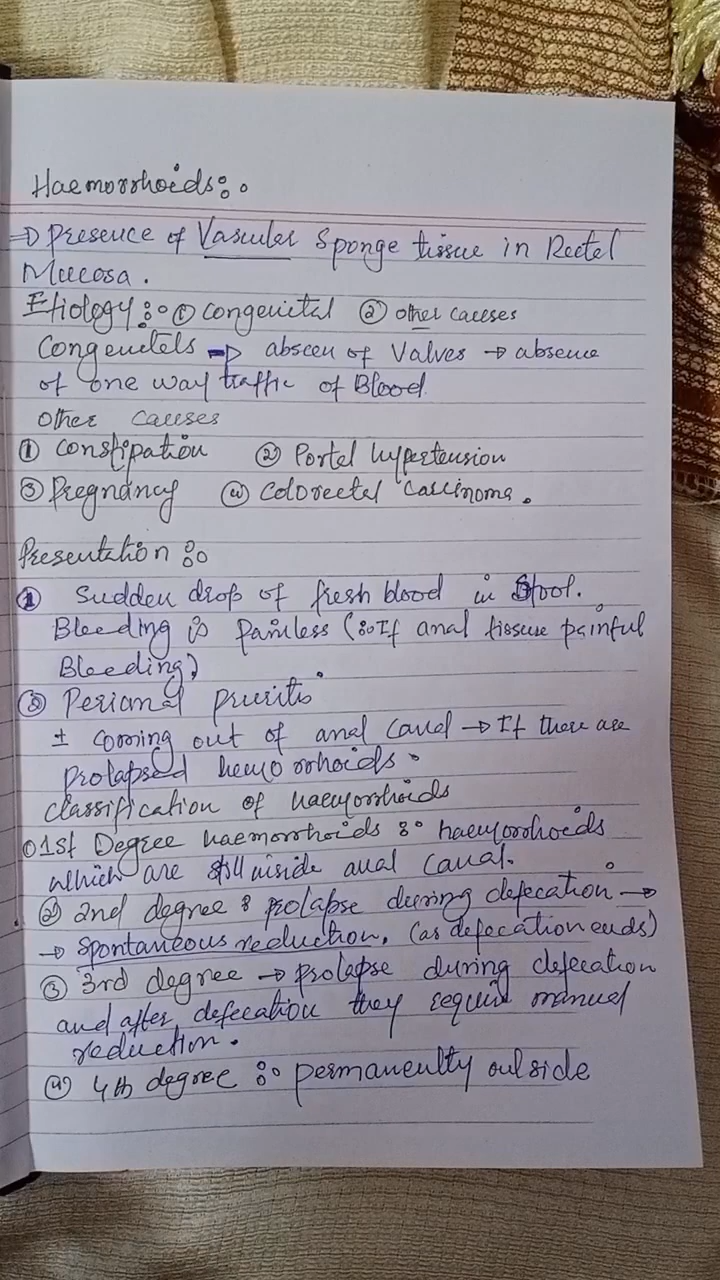 Haemorrhoids:
⇒ Presence of Vascular Sponge tissue in Rectal
Mucosa.
Etiology: ① Congenital ② other causes
Congenitals → absceu of Valves → absence
of one way traffic of Blood.
other causes
① Constipation ② Portal hypertension
③ Pregnancy ④ Colorectal Carcinoma.
Presentation:
① Sudden drop of fresh blood in Stool.
Bleeding is painless (If anal fissure painful
Bleeding)
② Perianal pruritis
± coming out of anal canal → If there are
prolapsed hemorrhoids.
Classification of haemorrhoids
① 1st Degree haemorrhoids: haemorrhoids
which are still inside anal canal.
② 2nd degree: prolapse during defecation →
→ Spontaneous reduction. (as defecation ends)
③ 3rd degree → prolapse during defecation
and after defecation they require manual
reduction.
④ 4th degree: permanently outside